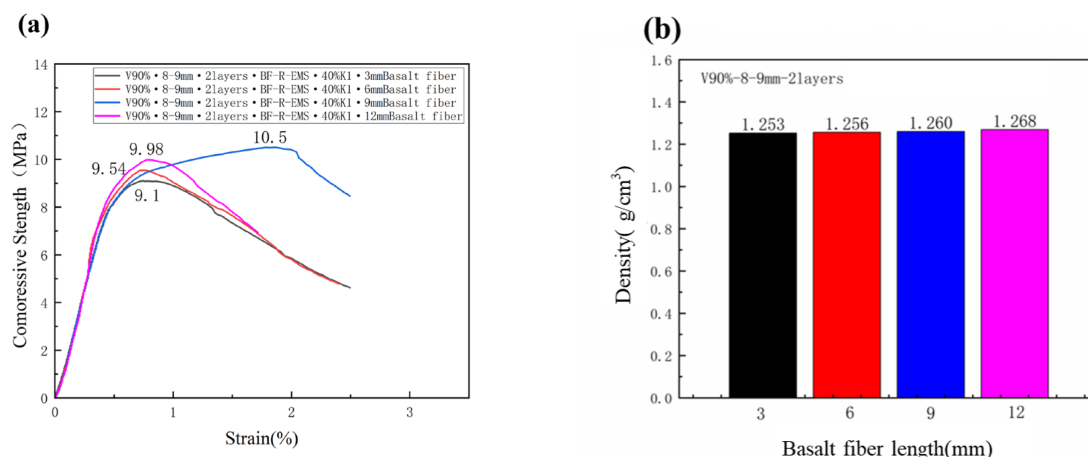 (a)
Comoressive Stength (MPa)
14
12
10
8
6
4
2
0
V90%·8-9mm·2layers·BF-R-EMS·40%K1·3mmBasalt fiber
V90%·8-9mm·2layers·BF-R-EMS·40%K1·6mmBasalt fiber
V90%·8-9mm·2layers·BF-R-EMS·40%K1·9mmBasalt fiber
V90%·8-9mm·2layers·BF-R-EMS·40%K1·12mmBasalt fiber
10.5
9.98
9.54
9.1
0 1 2 3
Strain(%)
(b)
Density( g/cm³)
1.6
1.4
1.2
1.0
0.8
0.6
0.4
0.2
0.0
V90%-8-9mm-2layers
1.253 1.256 1.260 1.268
3 6 9 12
Basalt fiber length(mm)